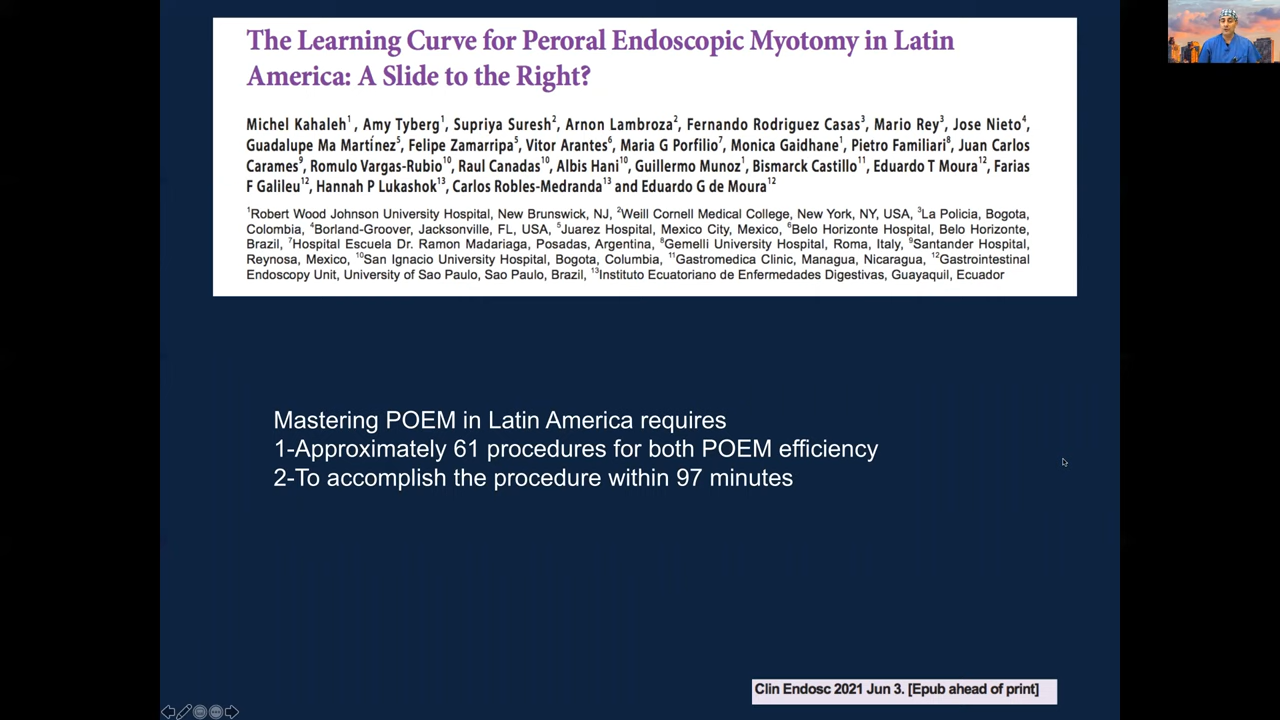 The Learning Curve for Peroral Endoscopic Myotomy in Latin
America: A Slide to the Right?
Michel Kahaleh1, Amy Tyberg1, Supriya Suresh2, Arnon Lambroza2, Fernando Rodriguez Casas3, Mario Rey3, Jose Nieto4,
Guadalupe Ma Martínez5, Felipe Zamarripa5, Vitor Arantes6, Maria G Porfilio7, Monica Gaidhane1, Pietro Familiari8, Juan Carlos
Carames9, Romulo Vargas-Rubio10, Raul Canadas10, Albis Hani10, Guillermo Munoz1, Bismarck Castillo11, Eduardo T Moura12, Farias
F Galileu12, Hannah P Lukashok13, Carlos Robles-Medranda13 and Eduardo G de Moura12
1Robert Wood Johnson University Hospital, New Brunswick, NJ, 2Weill Cornell Medical College, New York, NY, USA, 3La Policia, Bogota,
Colombia, 4Borland-Groover, Jacksonville, FL, USA, 5Juarez Hospital, Mexico City, Mexico, 6Belo Horizonte Hospital, Belo Horizonte,
Brazil, 7Hospital Escuela Dr. Ramon Madariaga, Posadas, Argentina, 8Gemelli University Hospital, Roma, Italy, 9Santander Hospital,
Reynosa, Mexico, 10San Ignacio University Hospital, Bogota, Columbia, 11Gastromedica Clinic, Managua, Nicaragua, 12Gastrointestinal
Endoscopy Unit, University of Sao Paulo, Sao Paulo, Brazil, 13Instituto Ecuatoriano de Enfermedades Digestivas, Guayaquil, Ecuador
Mastering POEM in Latin America requires
1-Approximately 61 procedures for both POEM efficiency
2-To accomplish the procedure within 97 minutes
Clin Endosc 2021 Jun 3. [Epub ahead of print]